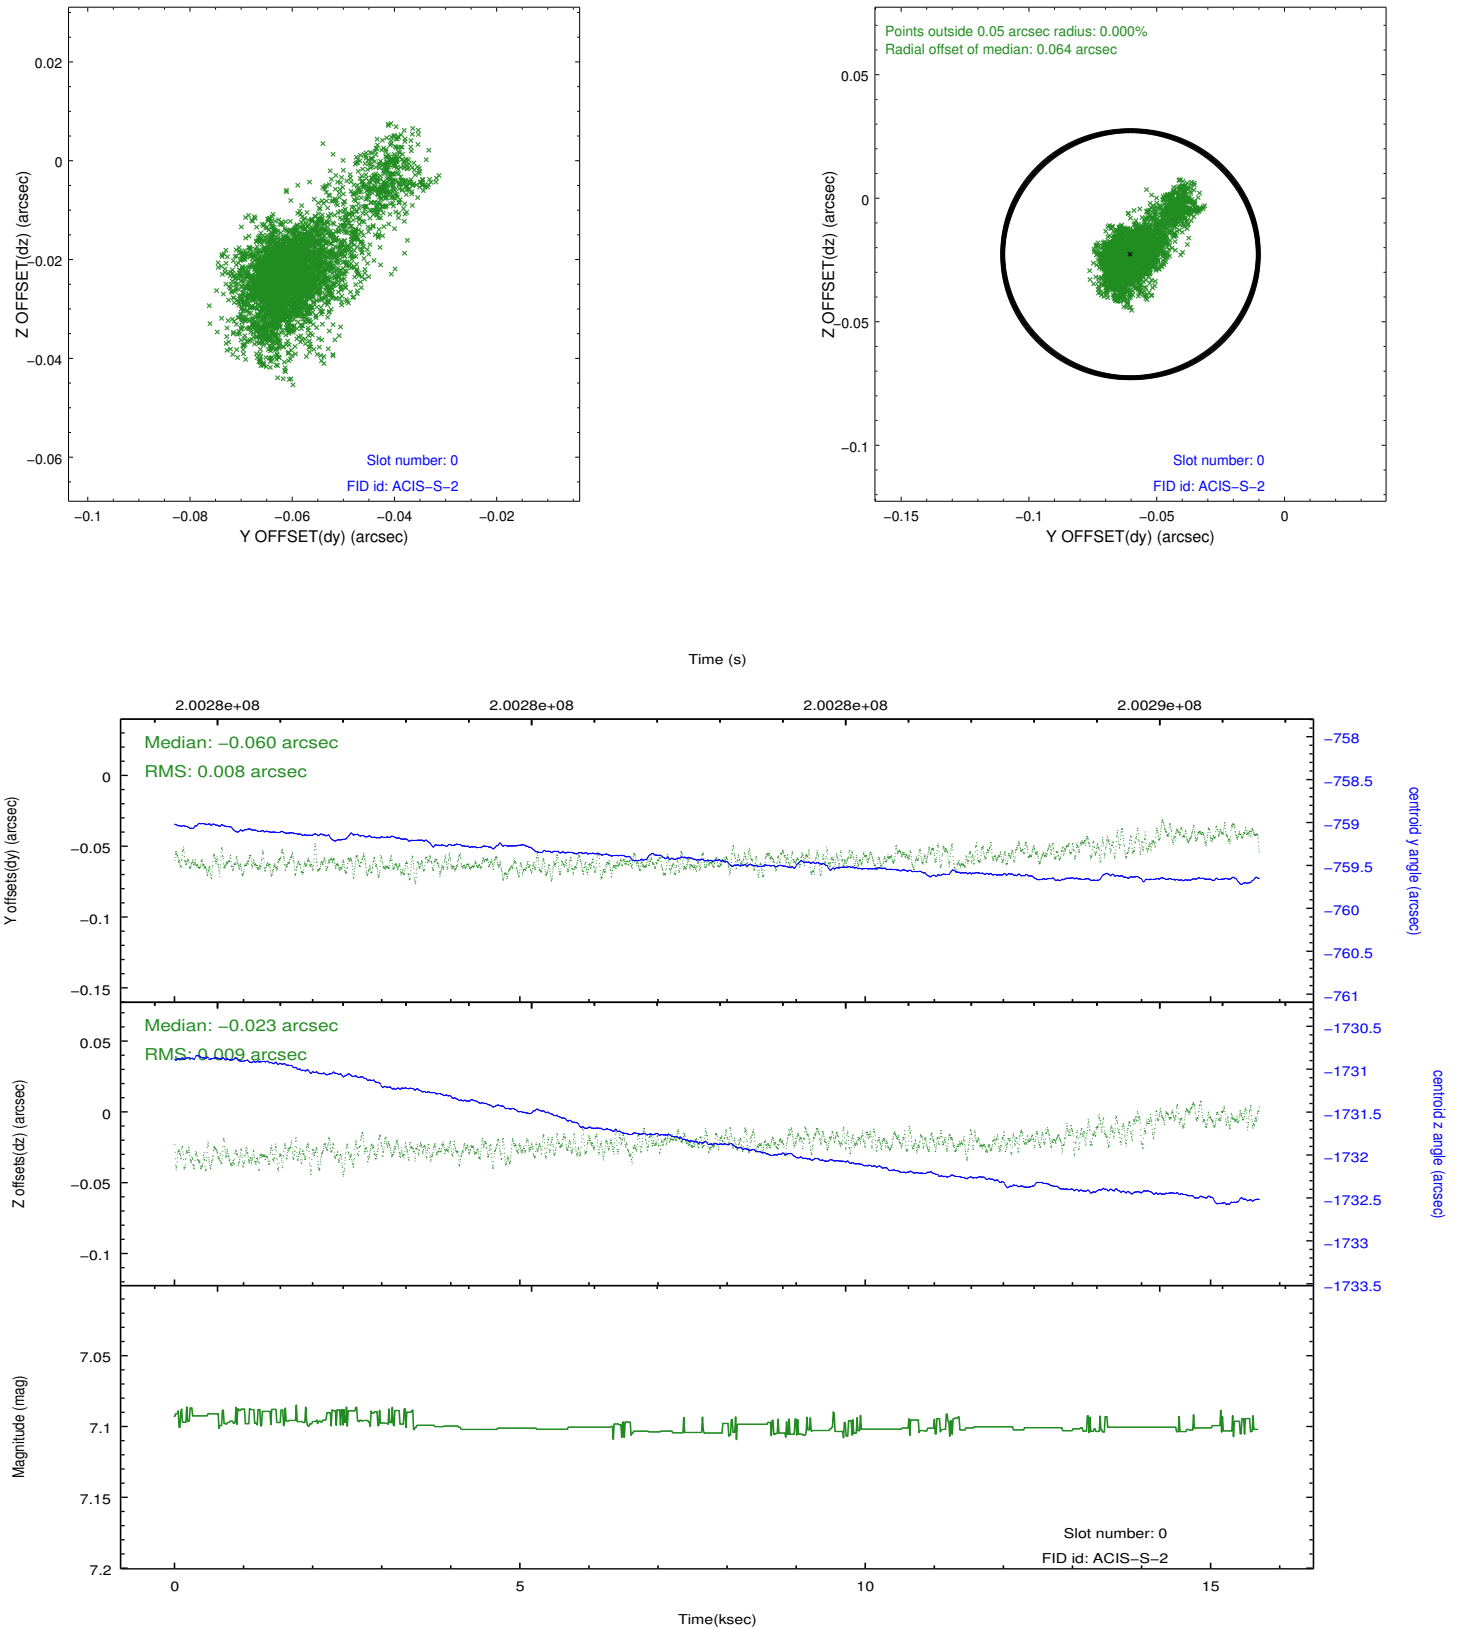 0.02
0
−0.02
−0.04
−0.06
Z OFFSET(dz) (arcsec)
Slot number: 0
FID id: ACIS−S−2
−0.1
−0.08
−0.06
−0.04
−0.02
Y OFFSET(dy) (arcsec)
Points outside 0.05 arcsec radius: 0.000%
Radial offset of median: 0.064 arcsec
0.05
0
−0.05
−0.1
Z OFFSET(dz) (arcsec)
Slot number: 0
FID id: ACIS−S−2
−0.15
−0.1
−0.05
0
Y OFFSET(dy) (arcsec)
Time (s)
2.0028e+08
2.0028e+08
2.0028e+08
2.0029e+08
Median: −0.060 arcsec
RMS: 0.008 arcsec
0
−0.05
−0.1
−0.15
Y offsets(dy) (arcsec)
−758
−758.5
−759
−759.5
−760
−760.5
−761
centroid y angle (arcsec)
Median: −0.023 arcsec
RMS: 0.009 arcsec
0.05
0
−0.05
−0.1
Z offsets(dz) (arcsec)
−1730.5
−1731
−1731.5
−1732
−1732.5
−1733
−1733.5
centroid z angle (arcsec)
7.05
7.1
7.15
7.2
Magnitude (mag)
Slot number: 0
FID id: ACIS−S−2
0
5
10
15
Time(ksec)